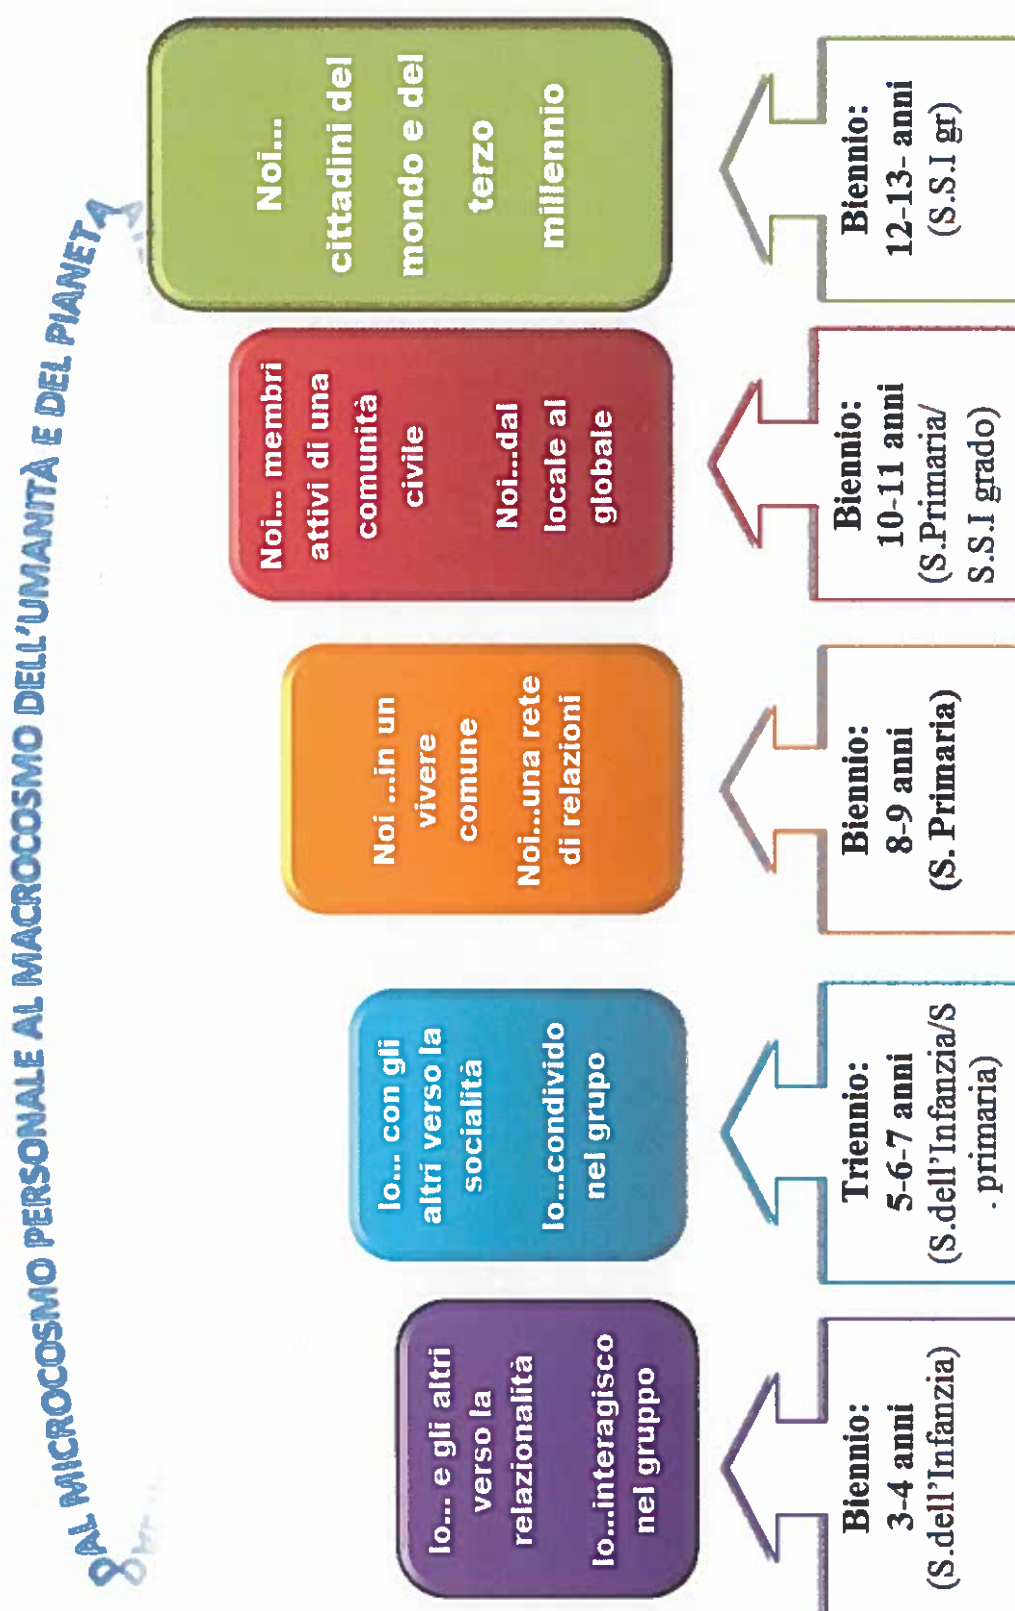 DAL MICROCOSMO PERSONALE AL MACROCOSMO DELL'UMANITÀ E DEL PIANETA
Io... e gli altri
verso la
relazionalità
Io...interagisco
nel gruppo
Io... con gli
altri verso la
socialità
Io...condivido
nel grupo
Noi ...in un
vivere
comune
Noi...una rete
di relazioni
Noi... membri
attivi di una
comunità
civile
Noi...dal
locale al
globale
Noi...
cittadini del
mondo e del
terzo
millennio
Biennio:
3-4 anni
(S.dell'Infanzia)
Triennio:
5-6-7 anni
(S.dell'Infanzia/S
. primaria)
Biennio:
8-9 anni
(S. Primaria)
Biennio:
10-11 anni
(S.Primaria/
S.S.I grado)
Biennio:
12-13- anni
(S.S.I gr)